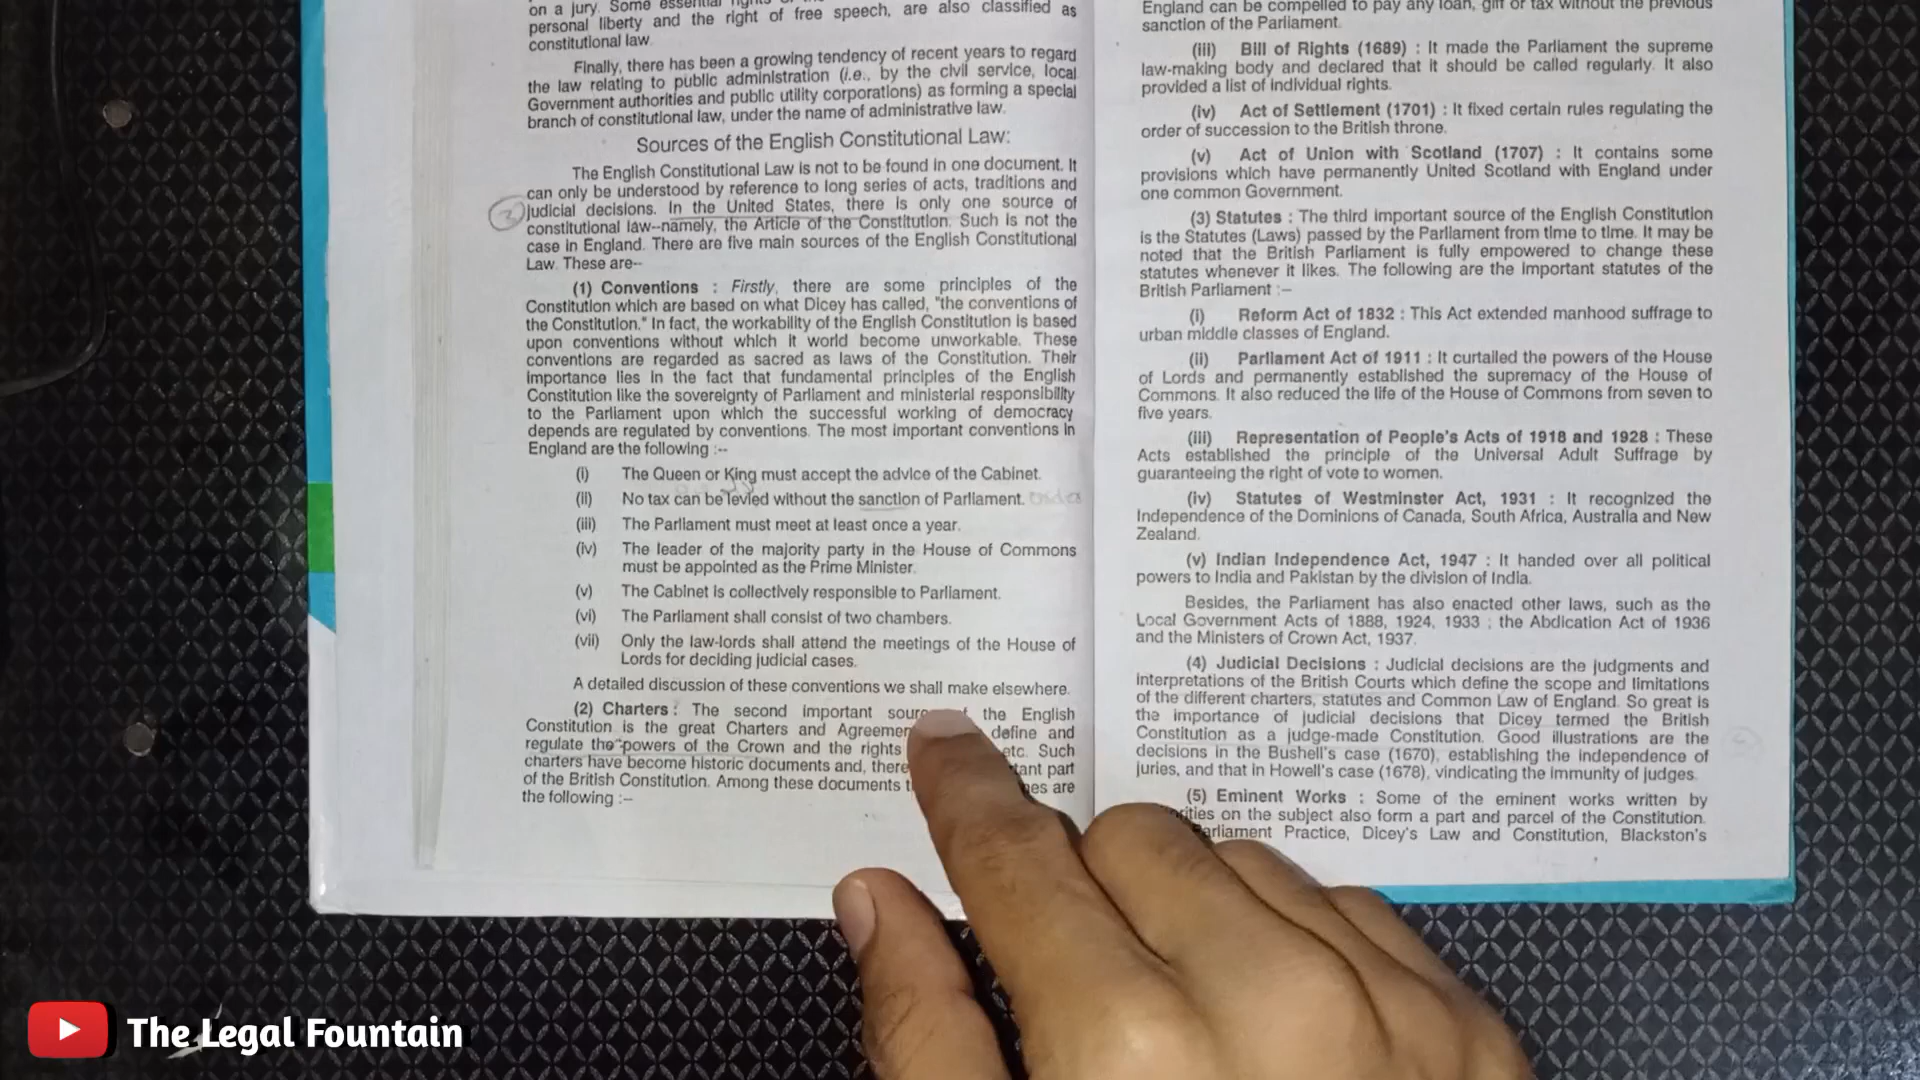 on a jury. Some essential rights
personal liberty and the right of free speech, are also classified as
constitutional law.
Finally, there has been a growing tendency of recent years to regard
the law relating to public administration (i.e., by the civil service, local
Government authorities and public utility corporations) as forming a special
branch of constitutional law, under the name of administrative law.
Sources of the English Constitutional Law:
The English Constitutional Law is not to be found in one document. It
can only be understood by reference to long series of acts, traditions and
judicial decisions. In the United States, there is only one source of
constitutional law--namely, the Article of the Constitution. Such is not the
case in England. There are five main sources of the English Constitutional
Law. These are--
(1) Conventions : Firstly, there are some principles of the
Constitution which are based on what Dicey has called, "the conventions of
the Constitution." In fact, the workability of the English Constitution is based
upon conventions without which it world become unworkable. These
conventions are regarded as sacred as laws of the Constitution. Their
importance lies in the fact that fundamental principles of the English
Constitution like the sovereignty of Parliament and ministerial responsibility
to the Parliament upon which the successful working of democracy
depends are regulated by conventions. The most important conventions in
England are the following :--
(i) The Queen or King must accept the advice of the Cabinet.
(ii) No tax can be levied without the sanction of Parliament.
(iii) The Parliament must meet at least once a year.
(iv) The leader of the majority party in the House of Commons
must be appointed as the Prime Minister.
(v) The Cabinet is collectively responsible to Parliament.
(vi) The Parliament shall consist of two chambers.
(vii) Only the law-lords shall attend the meetings of the House of
Lords for deciding judicial cases.
A detailed discussion of these conventions we shall make elsewhere.
(2) Charters : The second important the English
Constitution is the great Charters and define and
regulate the powers of the Crown and the rights etc. Such
charters have become historic documents and, part
of the British Constitution. Among these documents are
the following :--
England can be compelled to pay any loan, gift or tax without the previous
sanction of the Parliament.
(iii) Bill of Rights (1689) : It made the Parliament the supreme
law-making body and declared that it should be called regularly. It also
provided a list of individual rights.
(iv) Act of Settlement (1701) : It fixed certain rules regulating the
order of succession to the British throne.
(v) Act of Union with Scotland (1707) : It contains some
provisions which have permanently United Scotland with England under
one common Government.
(3) Statutes : The third important source of the English Constitution
is the Statutes (Laws) passed by the Parliament from time to time. It may be
noted that the British Parliament is fully empowered to change these
statutes whenever it likes. The following are the important statutes of the
British Parliament :--
(i) Reform Act of 1832 : This Act extended manhood suffrage to
urban middle classes of England.
(ii) Parliament Act of 1911 : It curtailed the powers of the House
of Lords and permanently established the supremacy of the House of
Commons. It also reduced the life of the House of Commons from seven to
five years.
(iii) Representation of People's Acts of 1918 and 1928 : These
Acts established the principle of the Universal Adult Suffrage by
guaranteeing the right of vote to women.
(iv) Statutes of Westminster Act, 1931 : It recognized the
Independence of the Dominions of Canada, South Africa, Australia and New
Zealand.
(v) Indian Independence Act, 1947 : It handed over all political
powers to India and Pakistan by the division of India.
Besides, the Parliament has also enacted other laws, such as the
Local Government Acts of 1888, 1924, 1933 ; the Abdication Act of 1936
and the Ministers of Crown Act, 1937.
(4) Judicial Decisions : Judicial decisions are the judgments and
interpretations of the British Courts which define the scope and limitations
of the different charters, statutes and Common Law of England. So great is
the importance of judicial decisions that Dicey termed the British
Constitution as a judge-made Constitution. Good illustrations are the
decisions in the Bushell's case (1670), establishing the independence of
juries, and that in Howell's case (1678), vindicating the immunity of judges.
(5) Eminent Works : Some of the eminent works written by
on the subject also form a part and parcel of the Constitution.
Practice, Dicey's Law and Constitution, Blackston's
The Legal Fountain